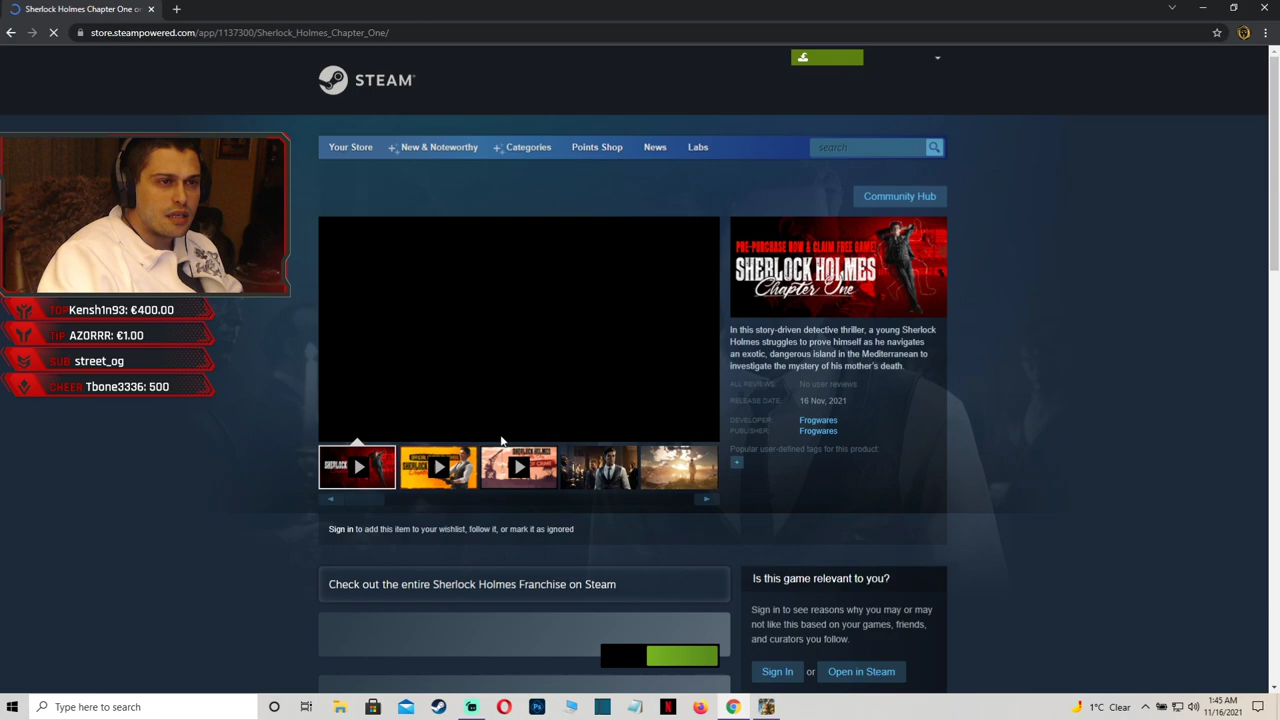 Sherlock Holmes Chapter One o
store.steampowered.com/app/1137300/Sherlock_Holmes_Chapter_One/
STEAM
Your Store New & Noteworthy Categories Points Shop News Labs search
Community Hub
PRE-PURCHASE NOW & CLAIM FREE GAME
SHERLOCK HOLMES
Chapter One
In this story-driven detective thriller, a young Sherlock
Holmes struggles to prove himself as he navigates
an exotic, dangerous island in the Mediterranean to
investigate the mystery of his mother's death.
ALL REVIEWS: No user reviews
RELEASE DATE: 16 Nov, 2021
DEVELOPER: Frogwares
PUBLISHER: Frogwares
Popular user-defined tags for this product:
+
TOP Kensh1n93: €400.00
TIP AZORRR: €1.00
SUB street_og
CHEER Tbone3336: 500
Sign in to add this item to your wishlist, follow it, or mark it as ignored
Check out the entire Sherlock Holmes Franchise on Steam
Is this game relevant to you?
Sign in to see reasons why you may or may
not like this based on your games, friends,
and curators you follow.
Sign In or Open in Steam
Type here to search
1°C Clear
1:45 AM
11/16/2021